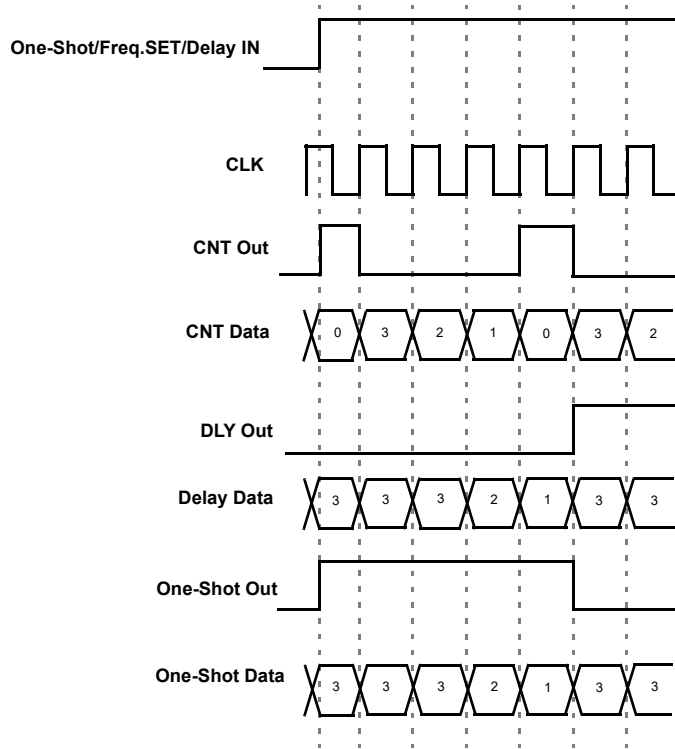 One-Shot/Freq.SET/Delay IN
CLK
CNT Out
CNT Data 0 3 2 1 0 3 2
DLY Out
Delay Data 3 3 3 2 1 3 3
One-Shot Out
One-Shot Data 3 3 3 2 1 3 3